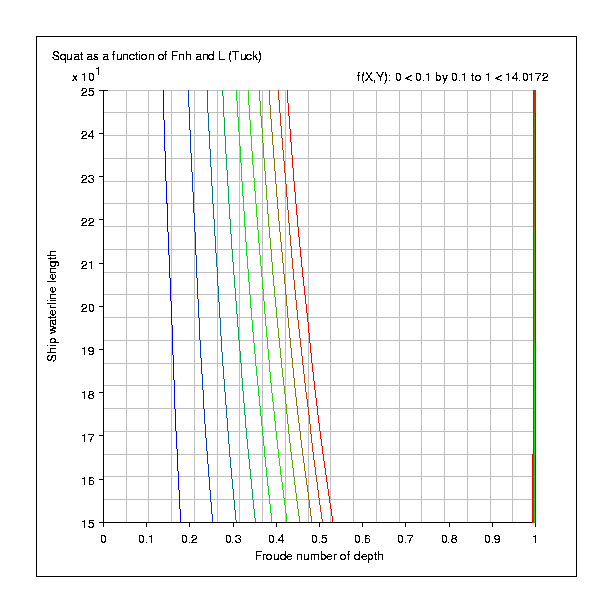 Squat as a function of Fnh and L (Tuck)
x 10^1
f(X,Y): 0 < 0.1 by 0.1 to 1 < 14.0172
25
24
23
22
21
20
19
18
17
16
15
Ship waterline length
0 0.1 0.2 0.3 0.4 0.5 0.6 0.7 0.8 0.9 1
Froude number of depth